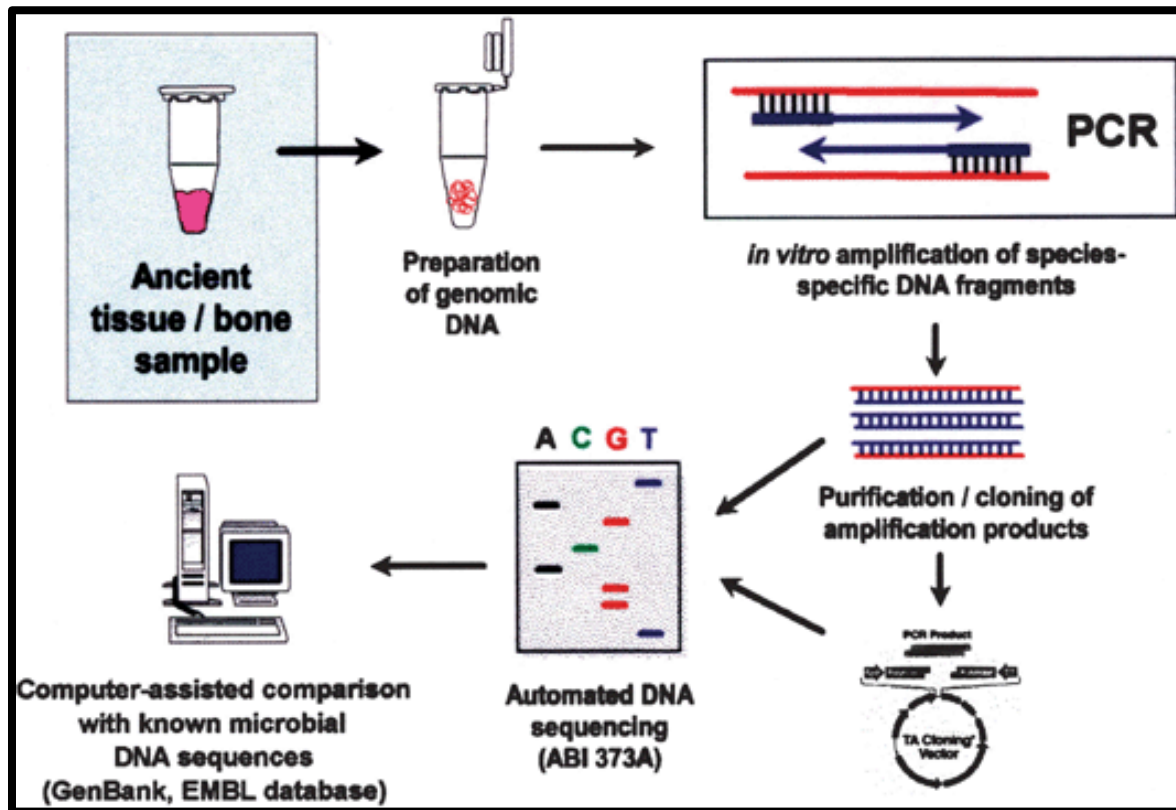 Ancient
tissue / bone
sample
Preparation
of genomic
DNA
PCR
in vitro amplification of species-
specific DNA fragments
Purification / cloning of
amplification products
PCR Product
TA Cloning
Vector
A C G T
Automated DNA
sequencing
(ABI 373A)
Computer-assisted comparison
with known microbial
DNA sequences
(GenBank, EMBL database)